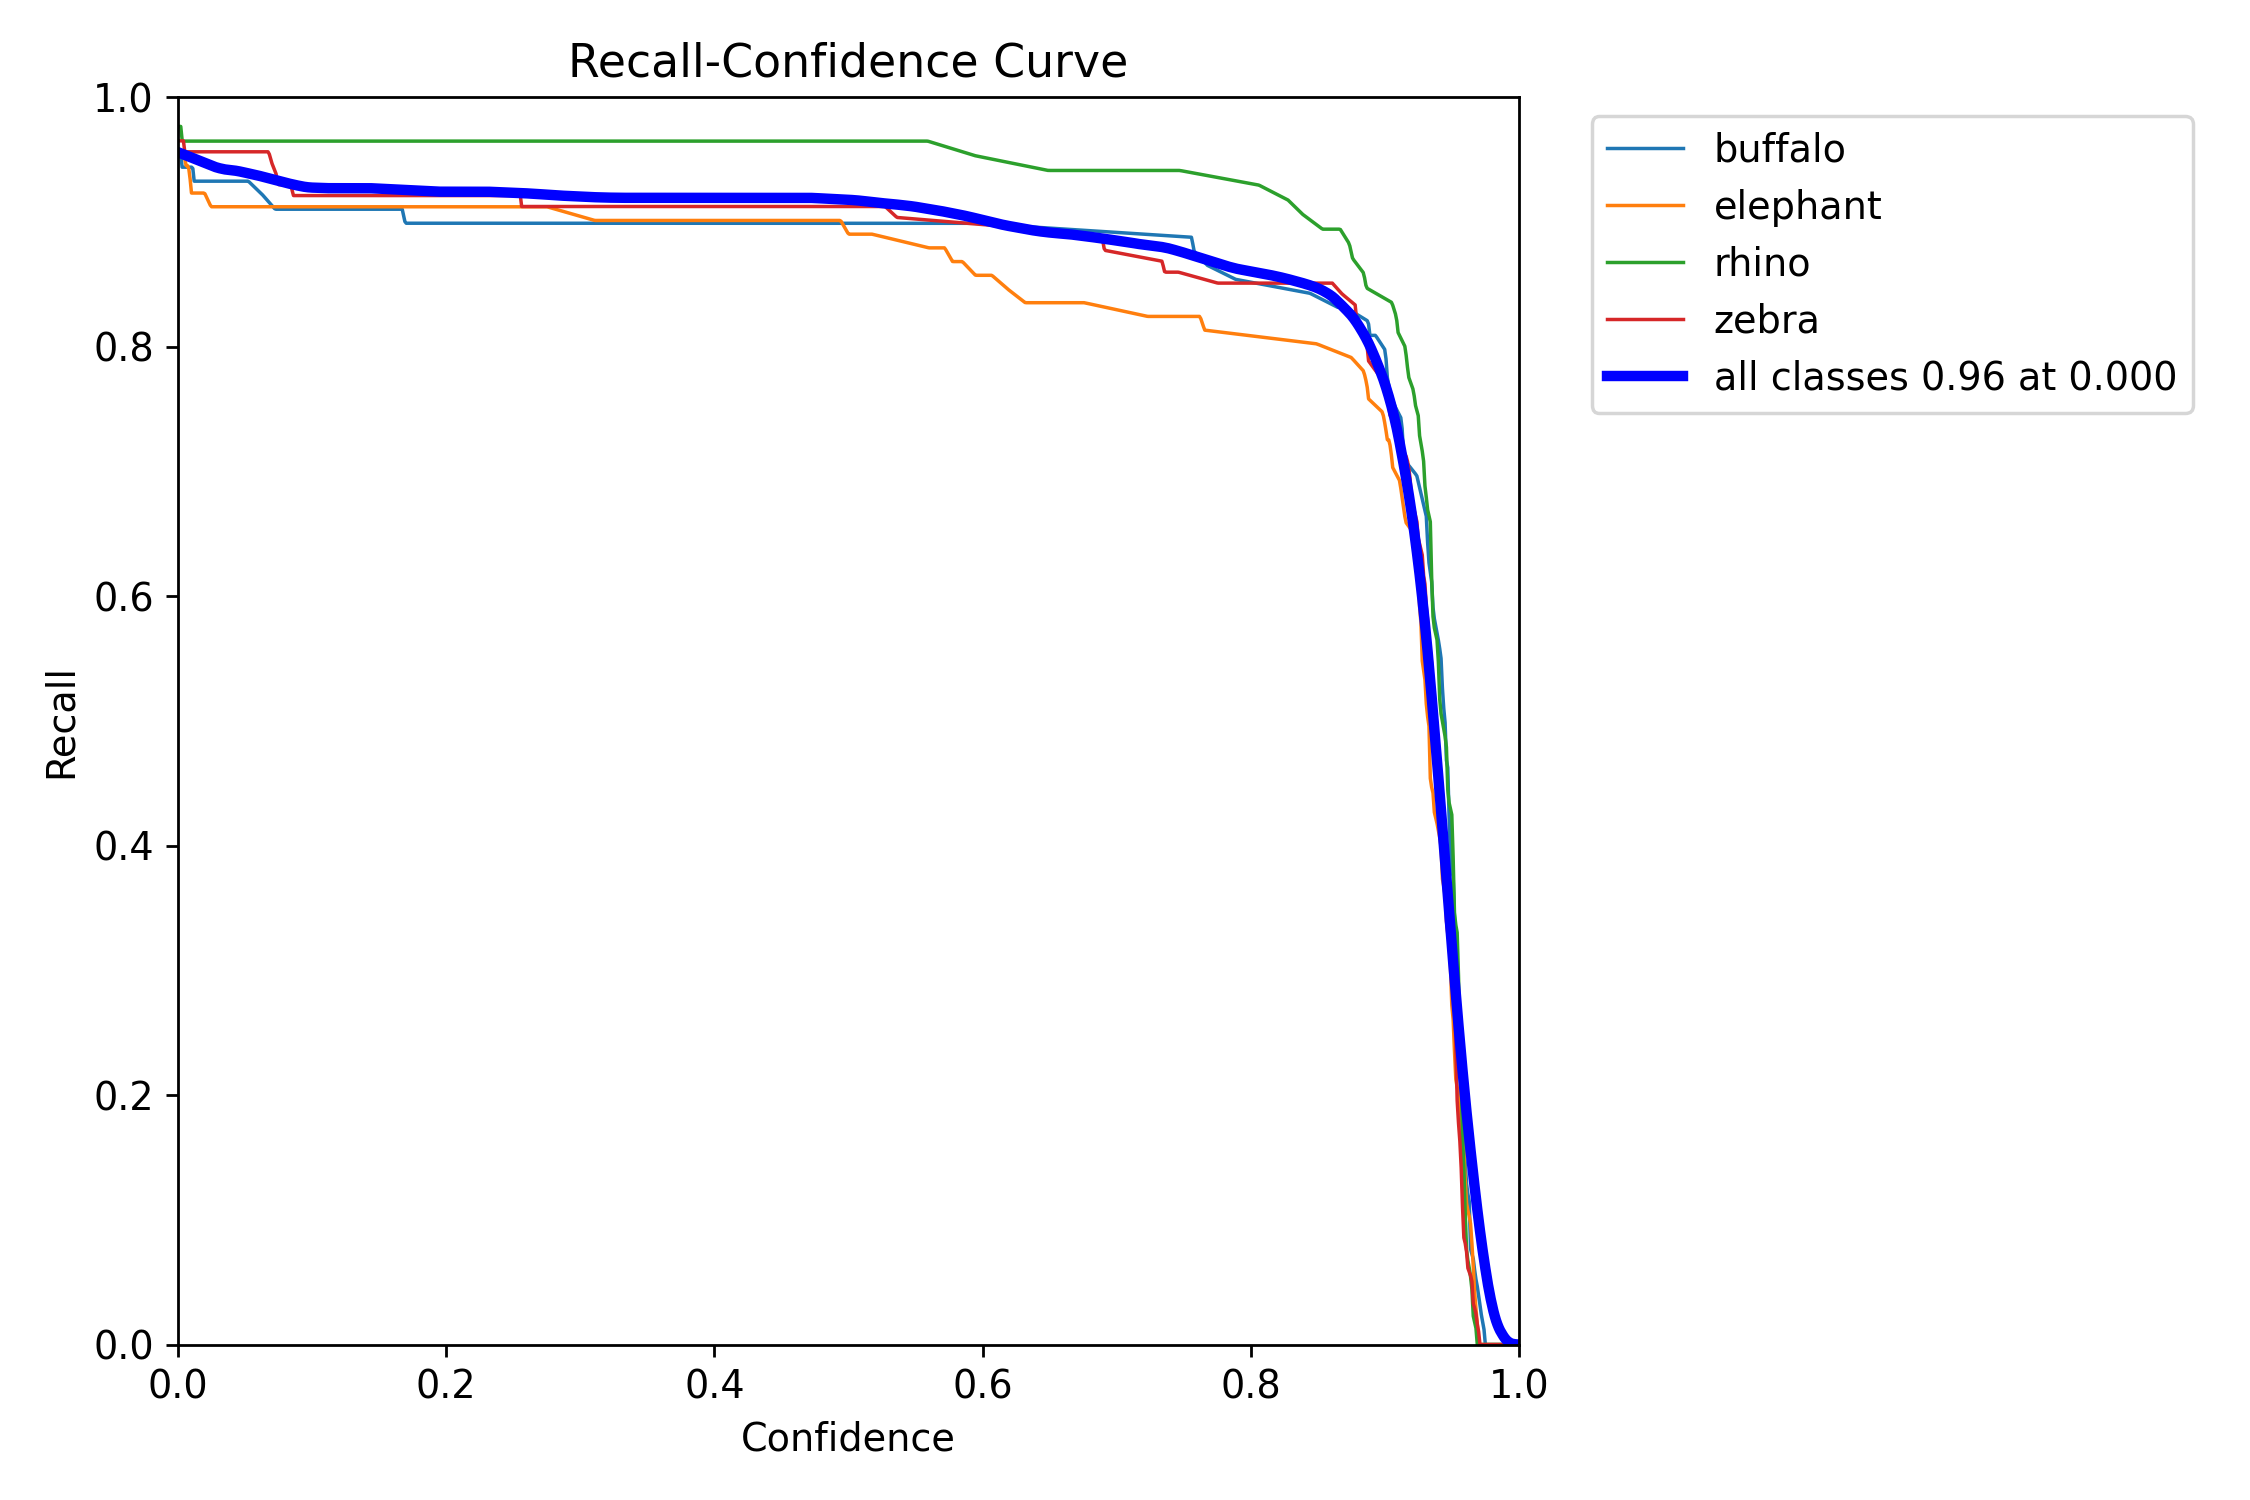 Recall-Confidence Curve
1.0
0.8
0.6
0.4
0.2
0.0
Recall
0.0 0.2 0.4 0.6 0.8 1.0
Confidence
buffalo
elephant
rhino
zebra
all classes 0.96 at 0.000